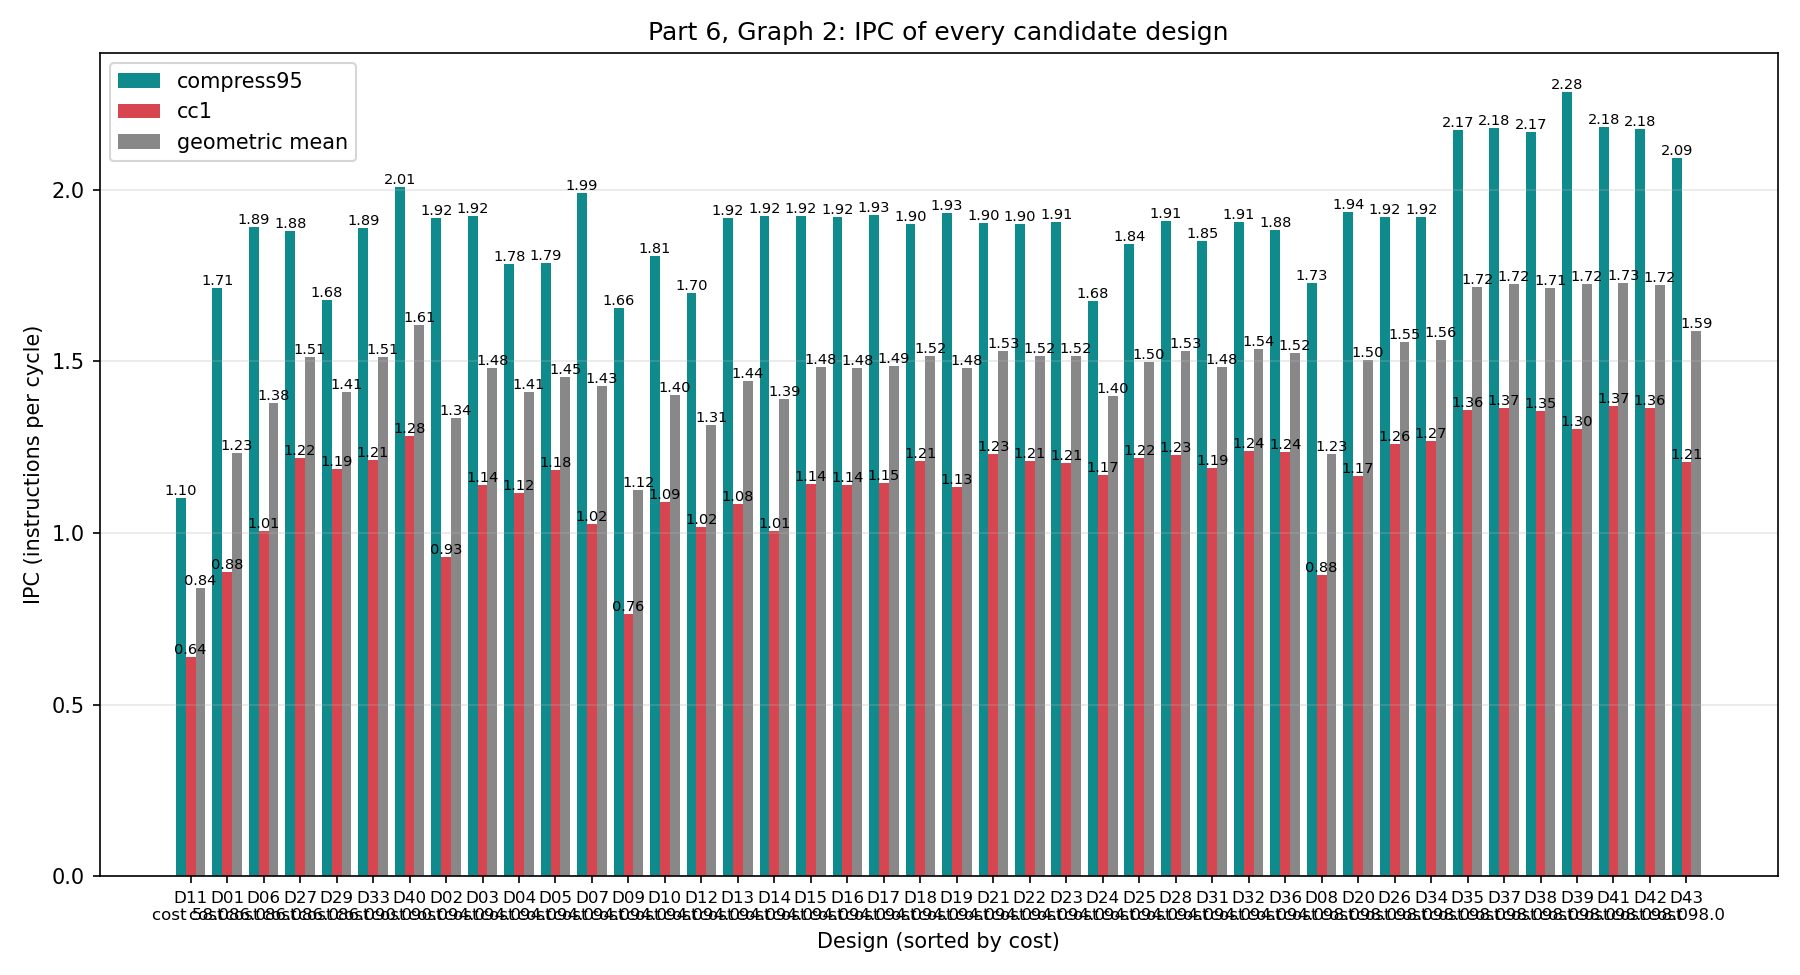 Part 6, Graph 2: IPC of every candidate design
compress95
cc1
geometric mean
IPC (instructions per cycle)
2.0
1.5
1.0
0.5
0.0
1.10 0.64 0.84
1.71 0.88 1.23
1.89 1.01 1.38
1.88 1.22 1.51
1.68 1.19 1.41
1.89 1.21 1.51
2.01 1.28 1.61
1.92 0.93 1.34
1.92 1.14 1.48
1.78 1.12 1.41
1.79 1.18 1.45
1.99 1.02 1.43
1.66 0.76 1.12
1.81 1.09 1.40
1.70 1.02 1.31
1.92 1.08 1.44
1.92 1.01 1.39
1.92 1.14 1.48
1.92 1.14 1.48
1.93 1.15 1.49
1.90 1.21 1.52
1.93 1.13 1.48
1.90 1.23 1.53
1.90 1.21 1.52
1.91 1.21 1.52
1.68 1.17 1.40
1.84 1.22 1.50
1.91 1.23 1.53
1.85 1.19 1.48
1.91 1.24 1.54
1.88 1.24 1.52
1.73 0.88 1.23
1.94 1.17 1.50
1.92 1.26 1.55
1.92 1.27 1.56
2.17 1.36 1.72
2.18 1.37 1.72
2.17 1.35 1.71
2.28 1.30 1.72
2.18 1.37 1.73
2.18 1.36 1.72
2.09 1.21 1.59
D11 D01 D06 D27 D29 D33 D40 D02 D03 D04 D05 D07 D09 D10 D12 D13 D14 D15 D16 D17 D18 D19 D21 D22 D23 D24 D25 D28 D31 D32 D36 D08 D20 D26 D34 D35 D37 D38 D39 D41 D42 D43
cost
Design (sorted by cost)